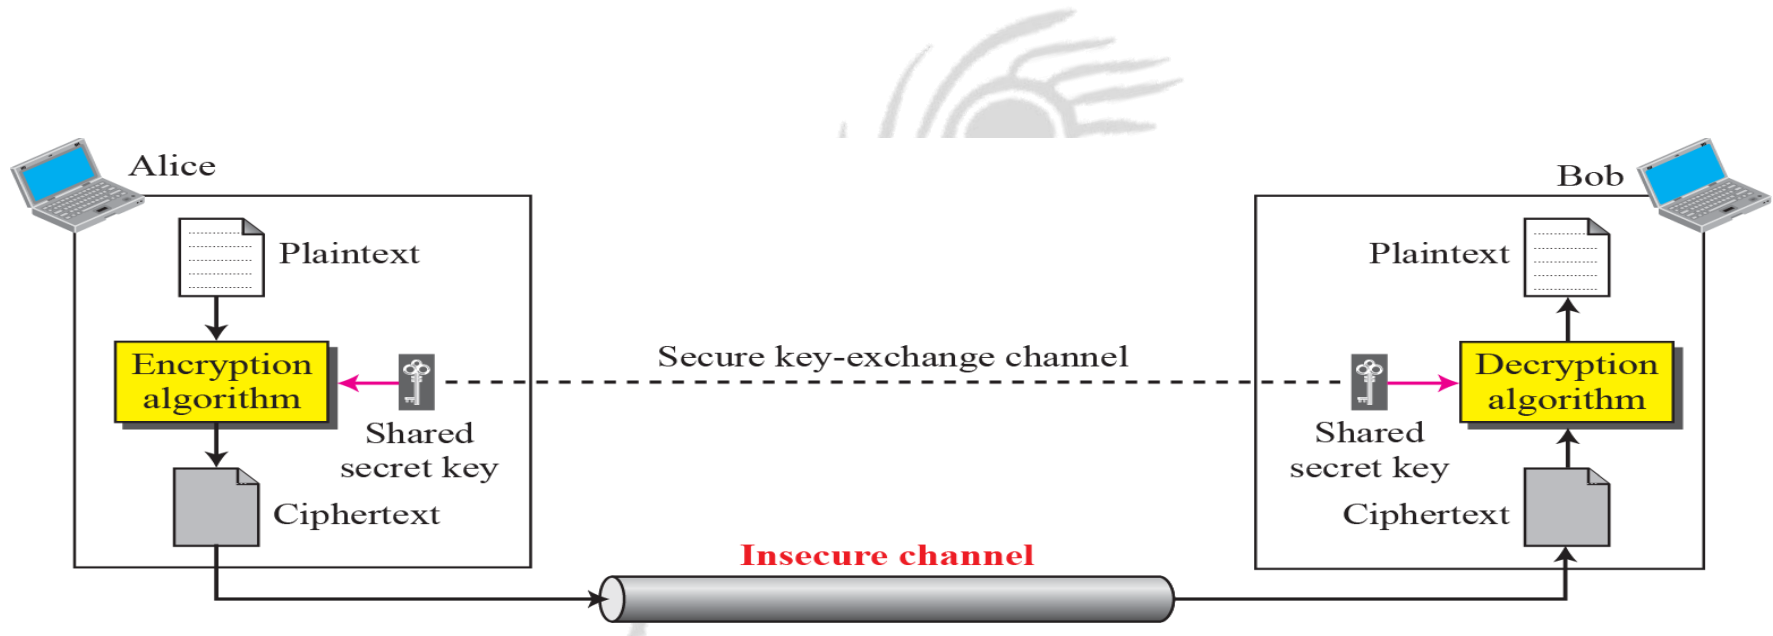 Alice
Bob
Plaintext
Plaintext
Encryption
algorithm
Secure key-exchange channel
Decryption
algorithm
Shared
secret key
Shared
secret key
Ciphertext
Ciphertext
Insecure channel